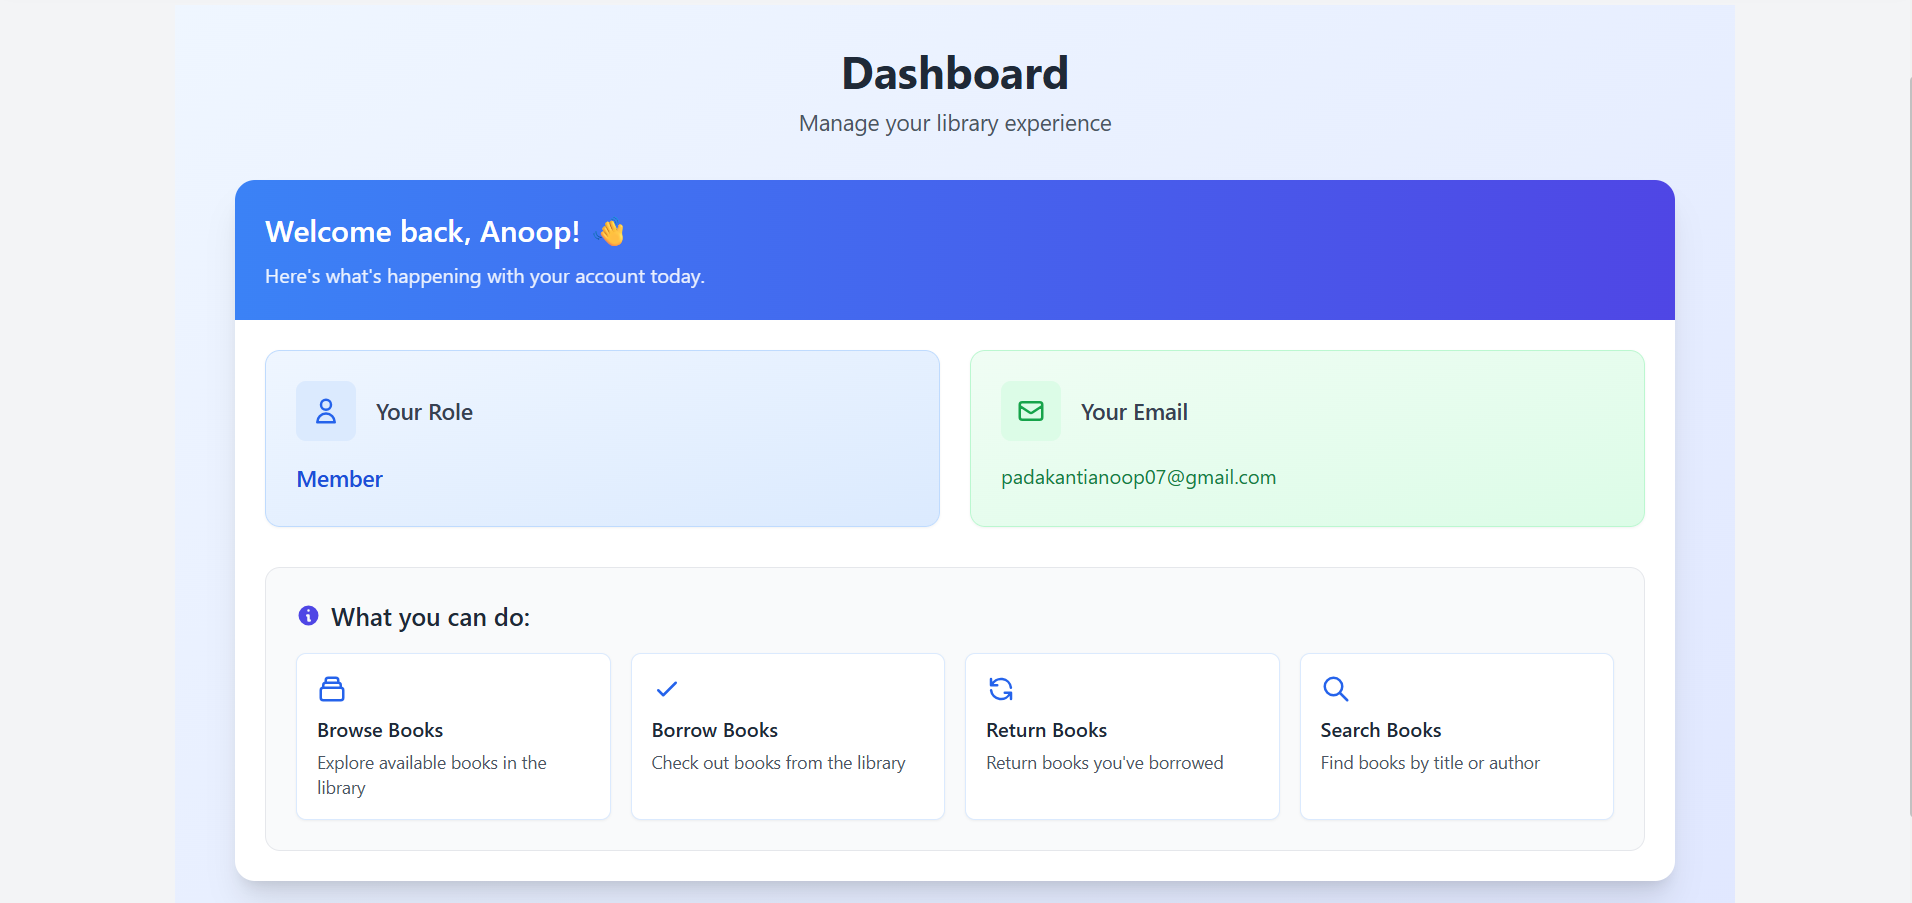 Dashboard
Manage your library experience
Welcome back, Anoop! 👋
Here's what's happening with your account today.
Your Role
Member
Your Email
padakantianoop07@gmail.com
What you can do:
Browse Books
Explore available books in the
library
Borrow Books
Check out books from the library
Return Books
Return books you've borrowed
Search Books
Find books by title or author